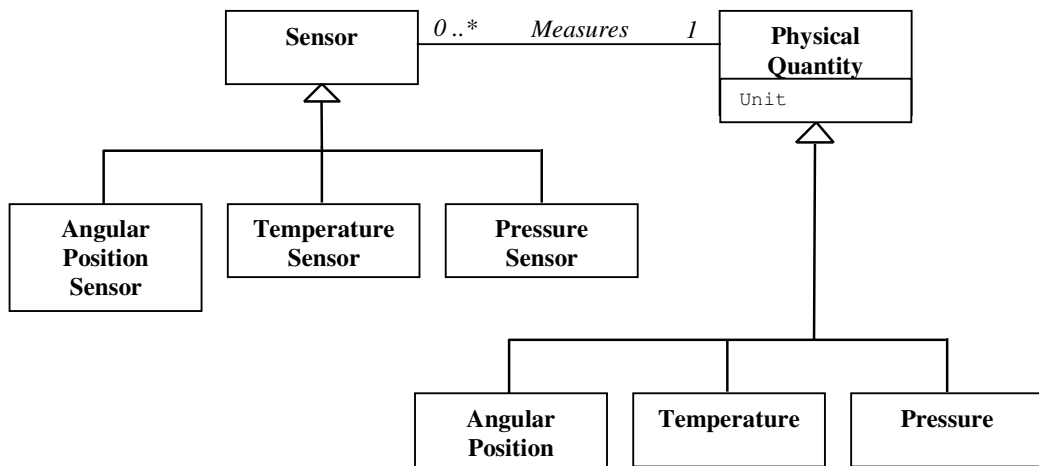 Sensor
0 ..* Measures 1
Physical
Quantity
Unit
Angular
Position
Sensor
Temperature
Sensor
Pressure
Sensor
Angular
Position
Temperature
Pressure